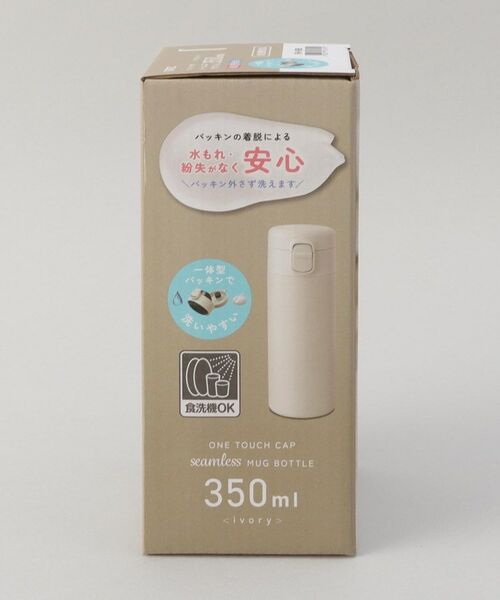 パッキンの着脱による
水もれ・
紛失がなく 安心
＼パッキン外さず洗えます／
一体型
パッキンで
洗いやすい
食洗機OK
ONE TOUCH CAP
seamless MUG BOTTLE
350ml
<ivory>